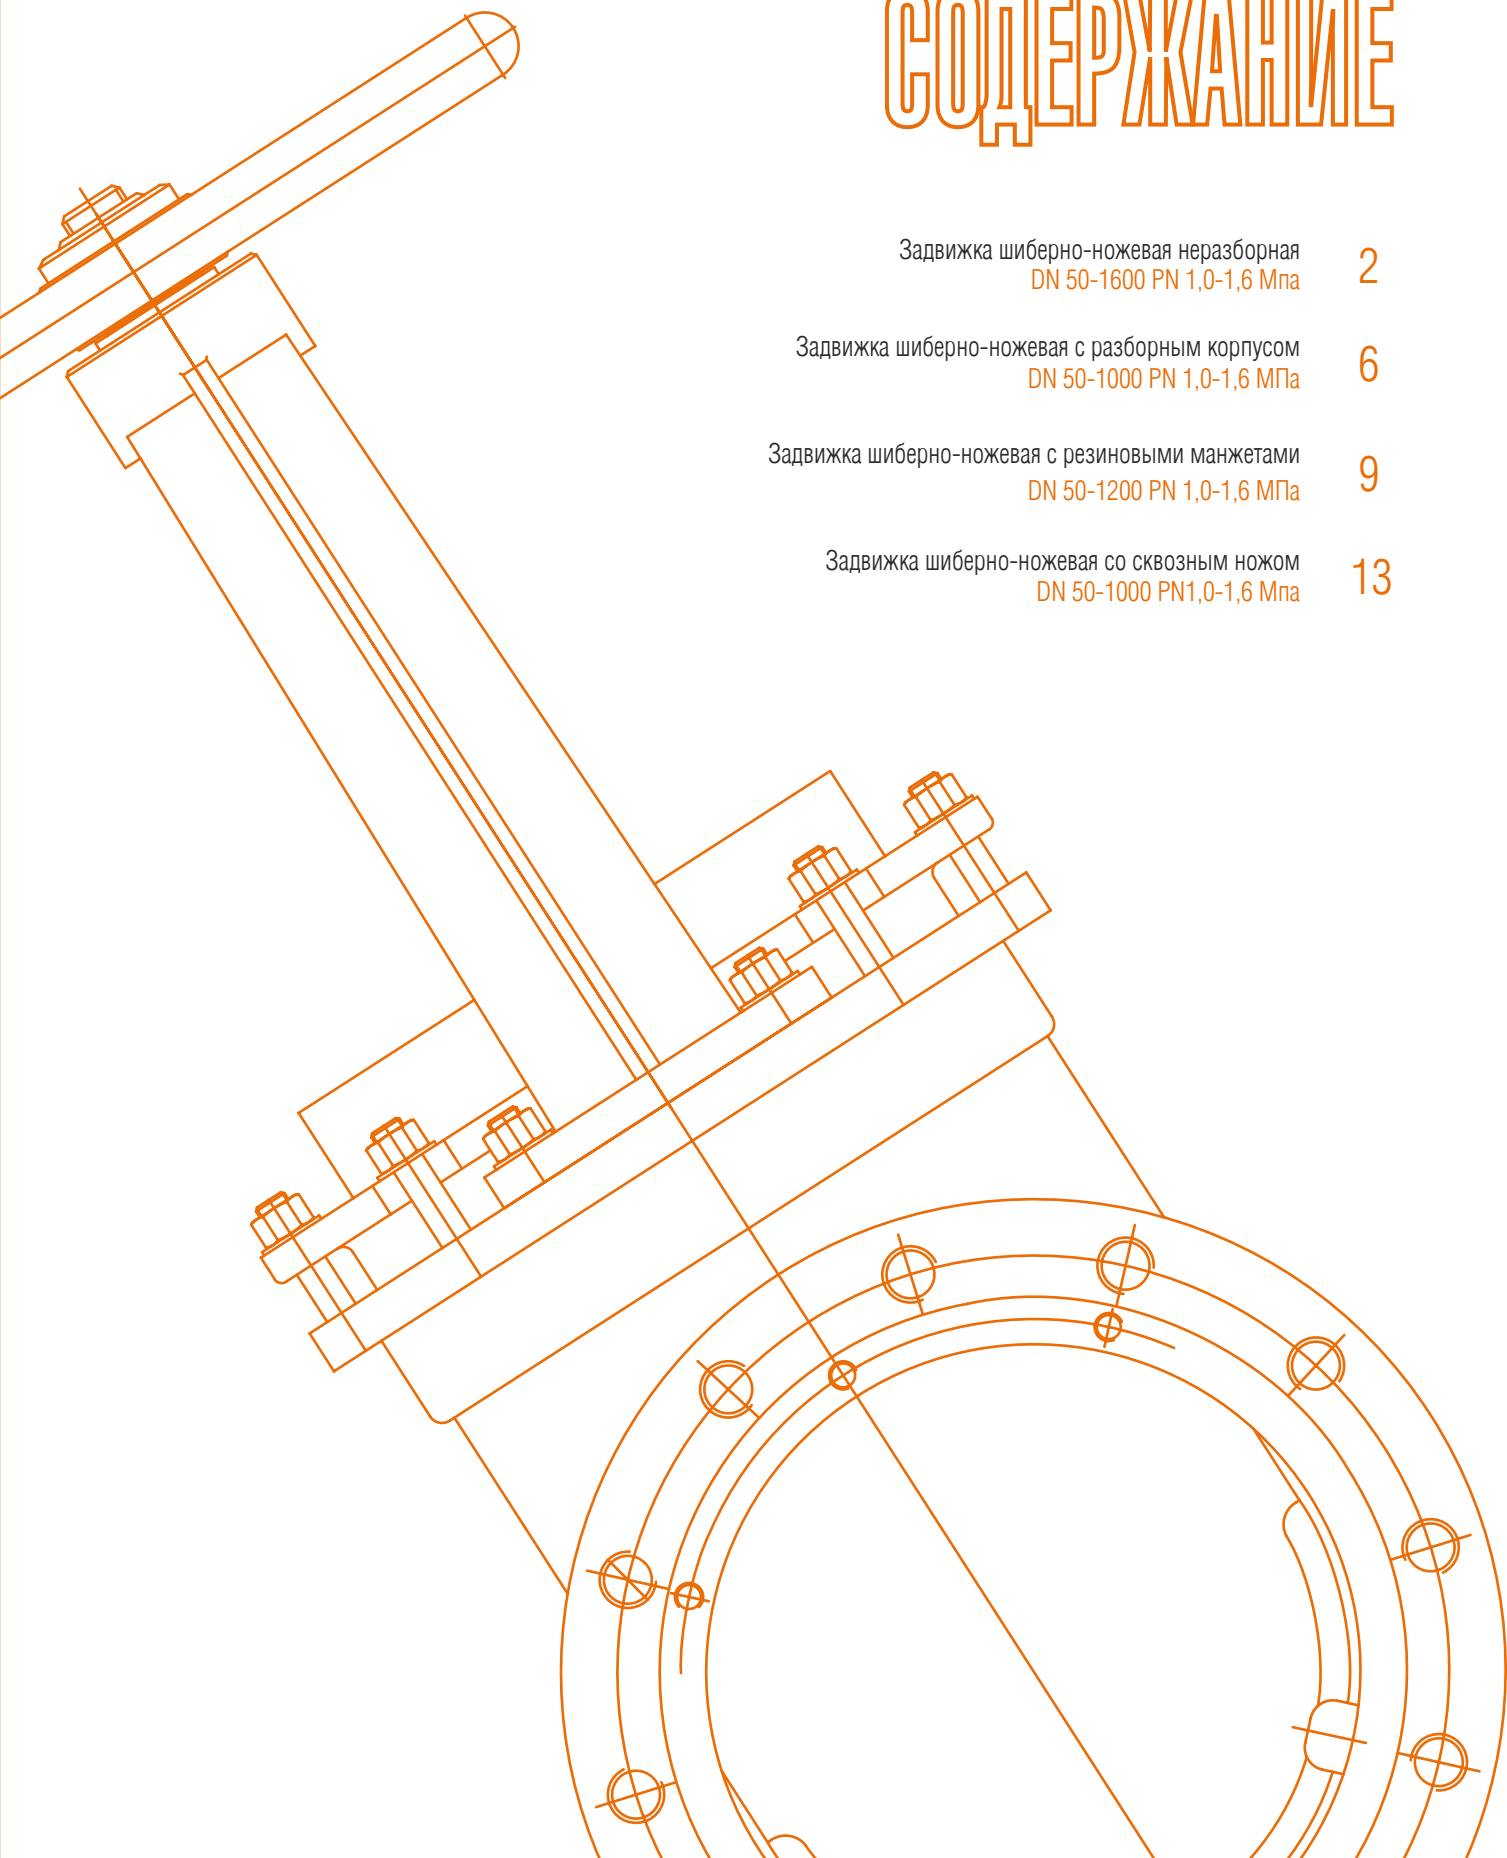 СОДЕРЖАНИЕ
Задвижка шиберно-ножевая неразборная
DN 50-1600 PN 1,0-1,6 Мпа
2
Задвижка шиберно-ножевая с разборным корпусом
DN 50-1000 PN 1,0-1,6 МПа
6
Задвижка шиберно-ножевая с резиновыми манжетами
DN 50-1200 PN 1,0-1,6 МПа
9
Задвижка шиберно-ножевая со сквозным ножом
DN 50-1000 PN1,0-1,6 Мпа
13